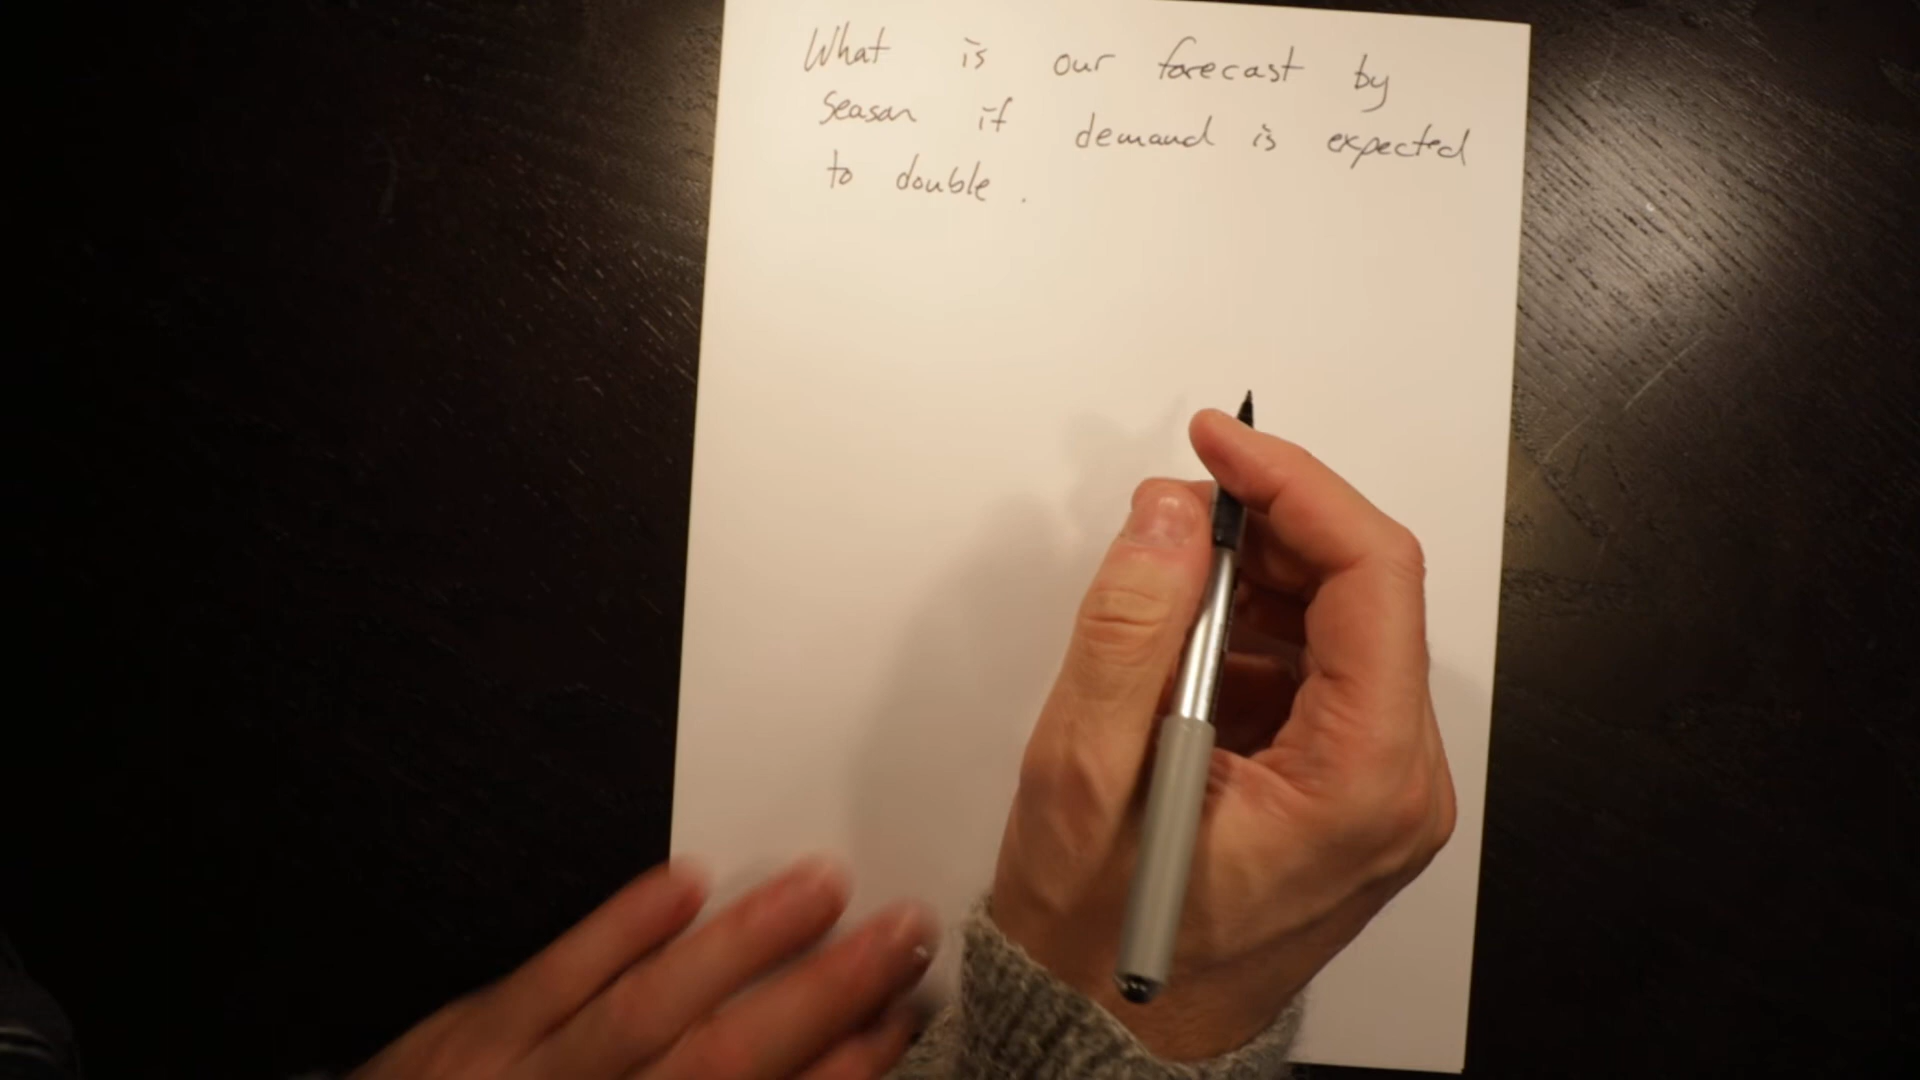 What is our forecast by
season if demand is expected
to double.